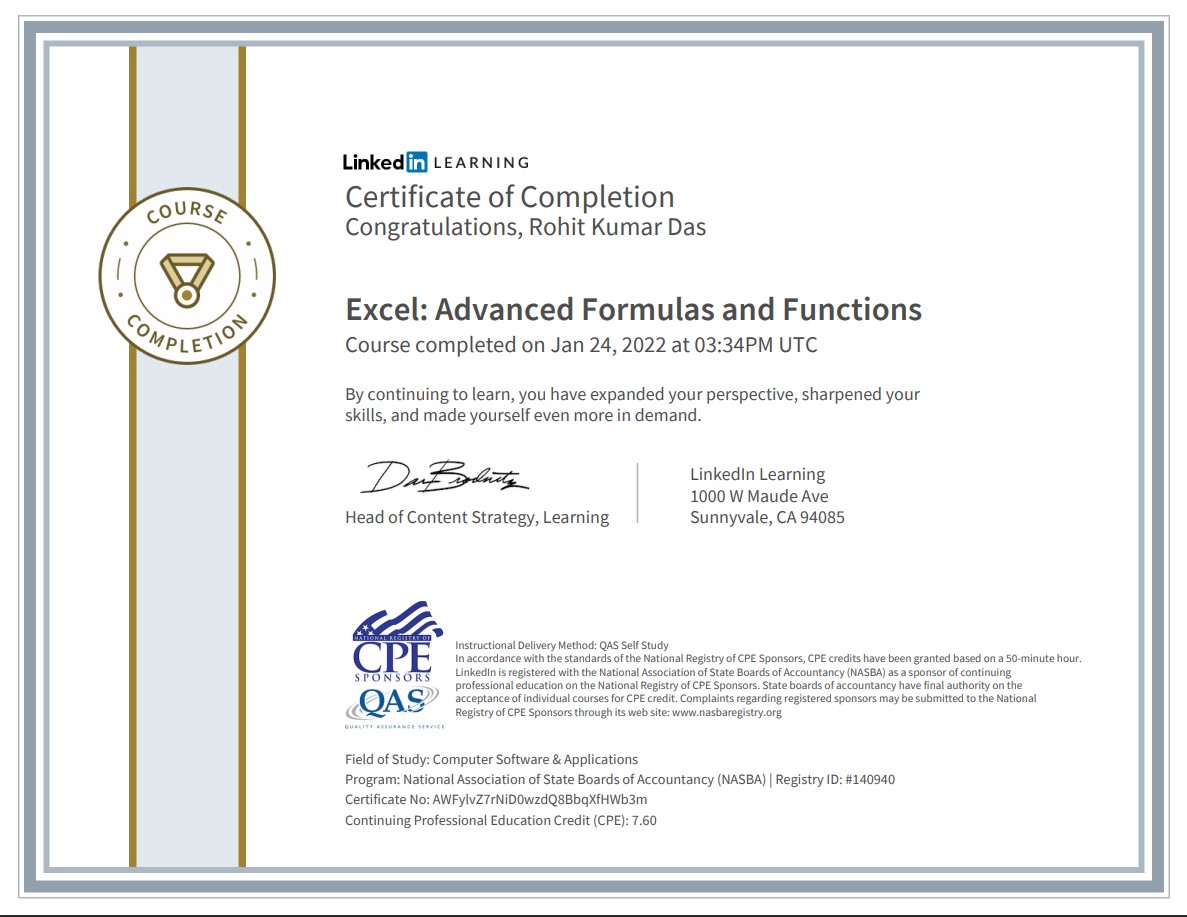 COURSE
COMPLETION
Linked in LEARNING
Certificate of Completion
Congratulations, Rohit Kumar Das
Excel: Advanced Formulas and Functions
Course completed on Jan 24, 2022 at 03:34PM UTC
By continuing to learn, you have expanded your perspective, sharpened your
skills, and made yourself even more in demand.
Head of Content Strategy, Learning
LinkedIn Learning
1000 W Maude Ave
Sunnyvale, CA 94085
NATIONAL REGISTRY OF
CPE
SPONSORS
QAS
QUALITY ASSURANCE SERVICE
Instructional Delivery Method: QAS Self Study
In accordance with the standards of the National Registry of CPE Sponsors, CPE credits have been granted based on a 50-minute hour.
LinkedIn is registered with the National Association of State Boards of Accountancy (NASBA) as a sponsor of continuing
professional education on the National Registry of CPE Sponsors. State boards of accountancy have final authority on the
acceptance of individual courses for CPE credit. Complaints regarding registered sponsors may be submitted to the National
Registry of CPE Sponsors through its web site: www.nasbaregistry.org
Field of Study: Computer Software & Applications
Program: National Association of State Boards of Accountancy (NASBA) | Registry ID: #140940
Certificate No: AWFylvZ7rNiD0wzdQ8BbqXfHWb3m
Continuing Professional Education Credit (CPE): 7.60